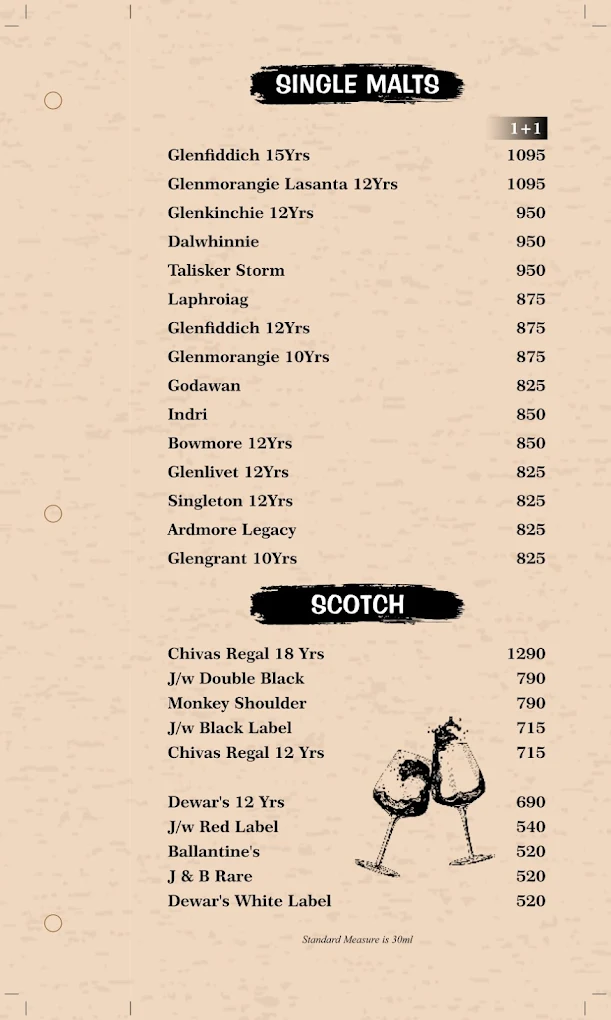 SINGLE MALTS
1+1
Glenfiddich 15Yrs 1095
Glenmorangie Lasanta 12Yrs 1095
Glenkinchie 12Yrs 950
Dalwhinnie 950
Talisker Storm 950
Laphroiag 875
Glenfiddich 12Yrs 875
Glenmorangie 10Yrs 875
Godawan 825
Indri 850
Bowmore 12Yrs 850
Glenlivet 12Yrs 825
Singleton 12Yrs 825
Ardmore Legacy 825
Glengrant 10Yrs 825
SCOTCH
Chivas Regal 18 Yrs 1290
J/w Double Black 790
Monkey Shoulder 790
J/w Black Label 715
Chivas Regal 12 Yrs 715
Dewar's 12 Yrs 690
J/w Red Label 540
Ballantine's 520
J & B Rare 520
Dewar's White Label 520
Standard Measure is 30ml